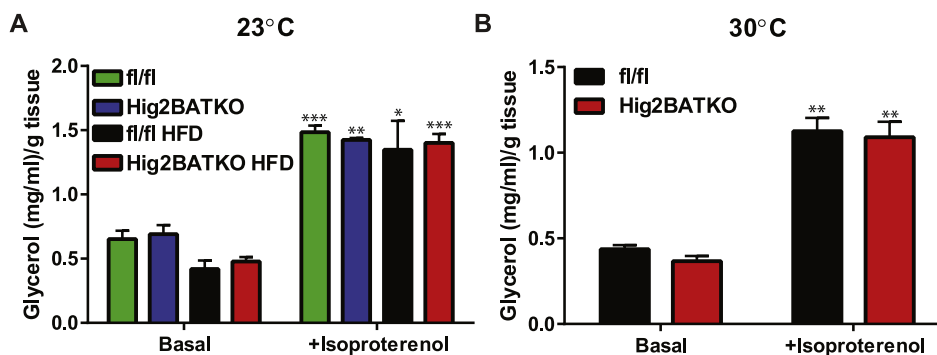 A
23°C
Glycerol (mg/ml)/g tissue
2.0
1.5
1.0
0.5
0.0
fl/fl
Hig2BATKO
fl/fl HFD
Hig2BATKO HFD
*** ** * ***
Basal +Isoproterenol
B
30°C
Glycerol (mg/ml)/g tissue
1.5
1.0
0.5
0.0
fl/fl
Hig2BATKO
** **
Basal +Isoproterenol